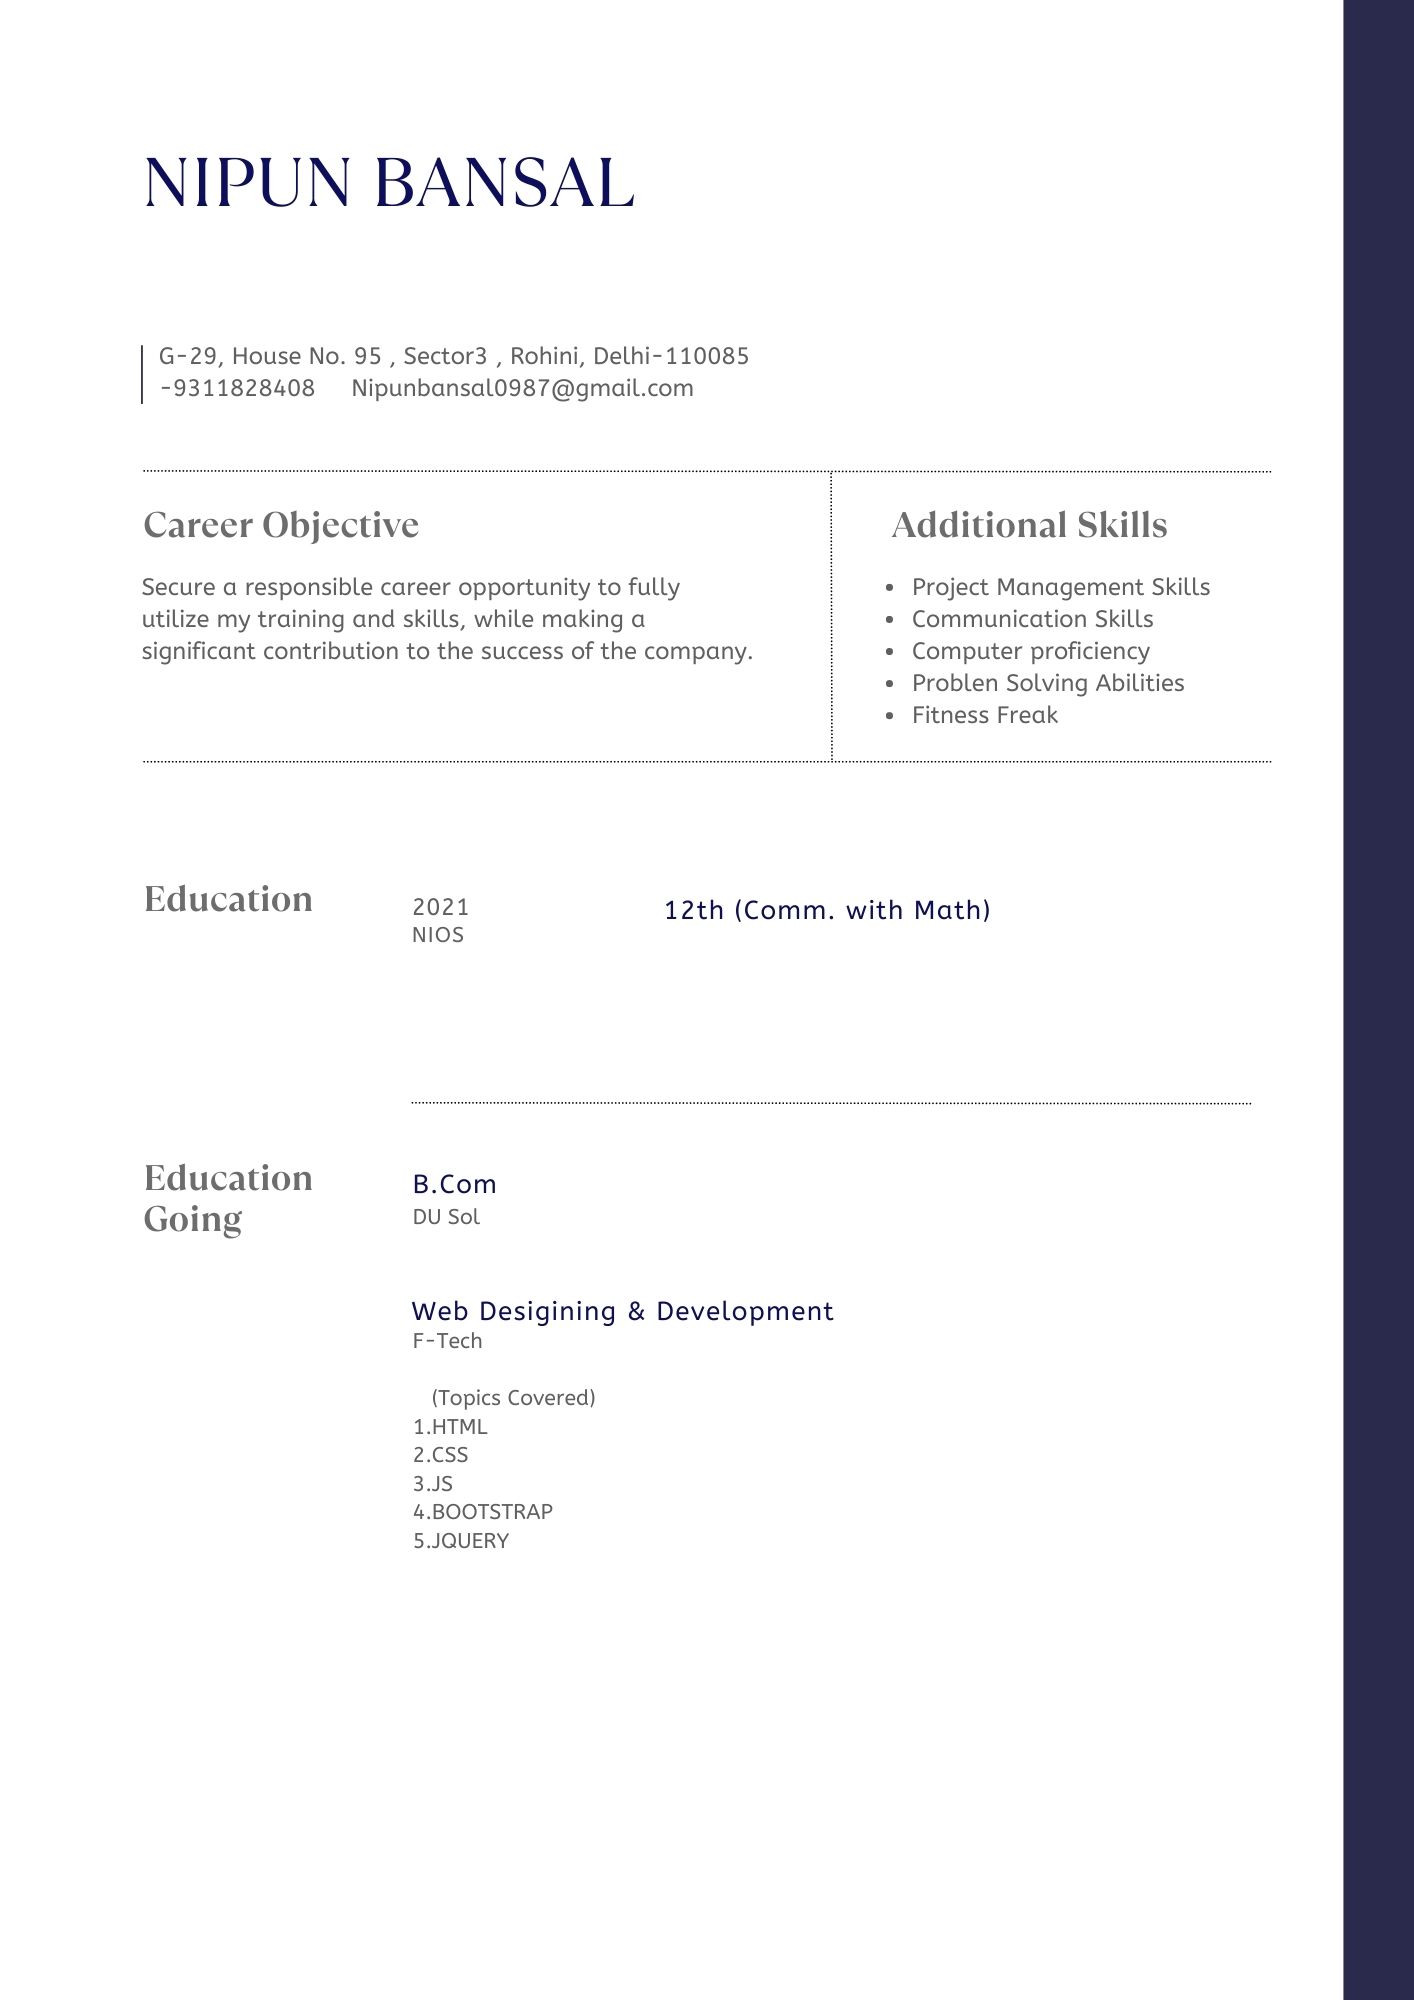 NIPUN BANSAL
G-29, House No. 95 , Sector3 , Rohini, Delhi-110085
-9311828408 Nipunbansal0987@gmail.com
Career Objective
Secure a responsible career opportunity to fully
utilize my training and skills, while making a
significant contribution to the success of the company.
Additional Skills
• Project Management Skills
• Communication Skills
• Computer proficiency
• Problen Solving Abilities
• Fitness Freak
Education
2021
NIOS
12th (Comm. with Math)
Education
Going
B.Com
DU Sol
Web Desigining & Development
F-Tech
(Topics Covered)
1.HTML
2.CSS
3.JS
4.BOOTSTRAP
5.JQUERY